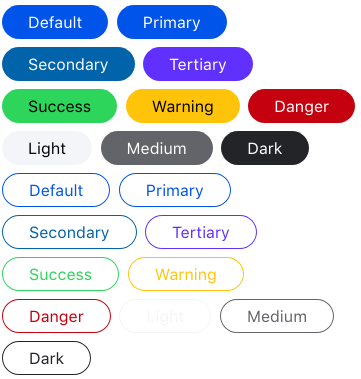 Default Primary
Secondary Tertiary
Success Warning Danger
Light Medium Dark
Default Primary
Secondary Tertiary
Success Warning
Danger Light Medium
Dark